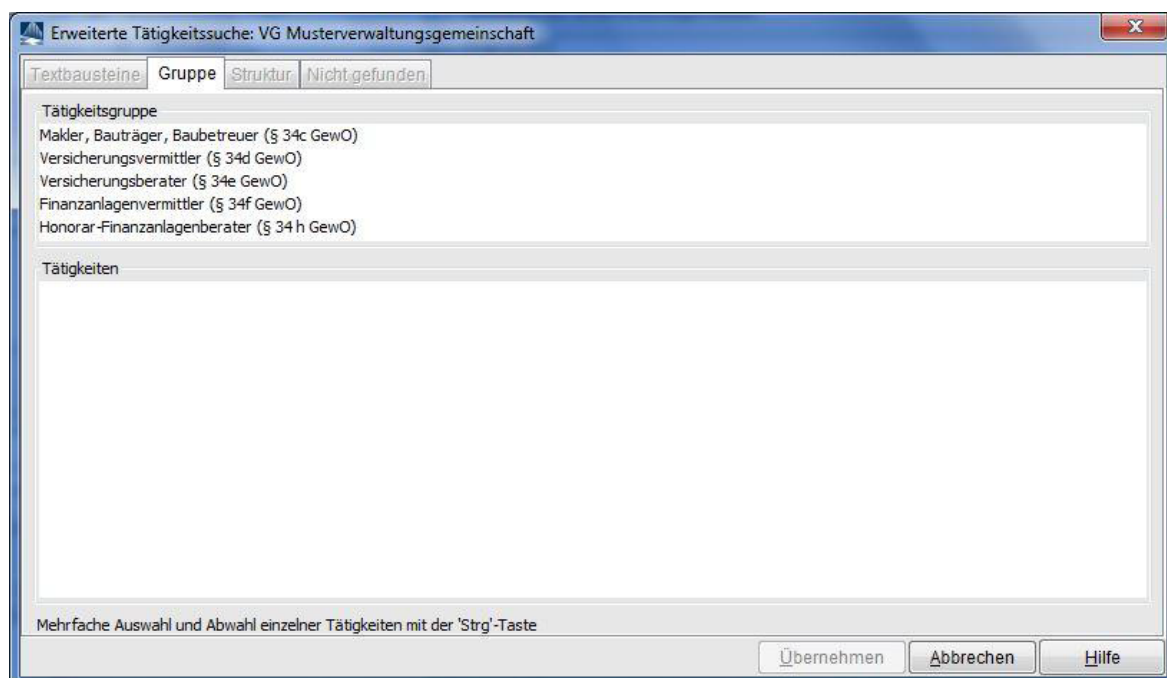 Erweiterte Tätigkeitssuche: VG Musterverwaltungsgemeinschaft
X
Textbausteine Gruppe Struktur Nicht gefunden
Tätigkeitsgruppe
Makler, Bauträger, Baubetreuer (§ 34c GewO)
Versicherungsvermittler (§ 34d GewO)
Versicherungsberater (§ 34e GewO)
Finanzanlagenvermittler (§ 34f GewO)
Honorar-Finanzanlagenberater (§ 34 h GewO)
Tätigkeiten
Mehrfache Auswahl und Abwahl einzelner Tätigkeiten mit der 'Strg'-Taste
Übernehmen Abbrechen Hilfe